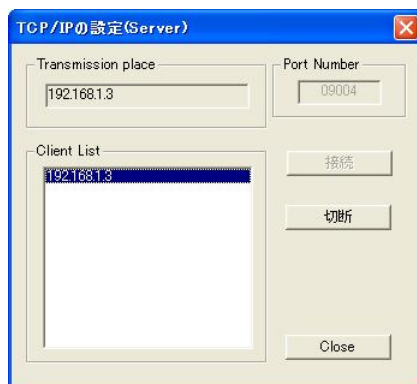 TCP/IPの設定(Server)
Transmission place
192.168.1.3
Port Number
09004
Client List
192.168.1.3
接続
切断
Close